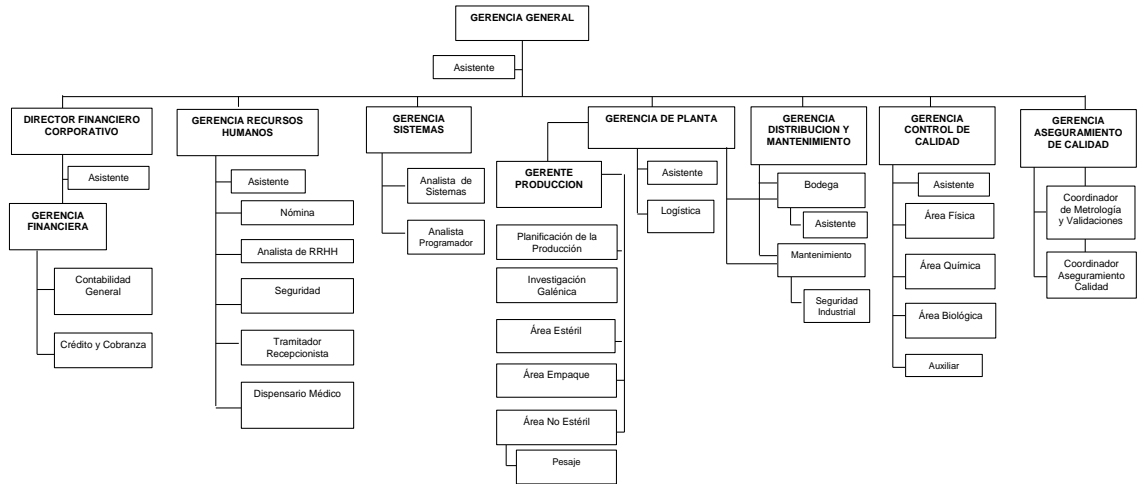 GERENCIA GENERAL
Asistente
DIRECTOR FINANCIERO
CORPORATIVO
Asistente
GERENCIA
FINANCIERA
Contabilidad
General
Crédito y Cobranza
GERENCIA RECURSOS
HUMANOS
Asistente
Nómina
Analista de RRHH
Seguridad
Tramitador
Recepcionista
Dispensario Médico
GERENCIA
SISTEMAS
Analista de
Sistemas
Analista
Programador
GERENCIA DE PLANTA
GERENTE
PRODUCCION
Planificación de la
Producción
Investigación
Galénica
Área Estéril
Área Empaque
Área No Estéril
Pesaje
Asistente
Logística
GERENCIA
DISTRIBUCION Y
MANTENIMIENTO
Bodega
Asistente
Mantenimiento
Seguridad
Industrial
GERENCIA
CONTROL DE
CALIDAD
Asistente
Área Física
Área Química
Área Biológica
Auxiliar
GERENCIA
ASEGURAMIENTO
DE CALIDAD
Coordinador
de Metrología
y Validaciones
Coordinador
Aseguramiento
Calidad